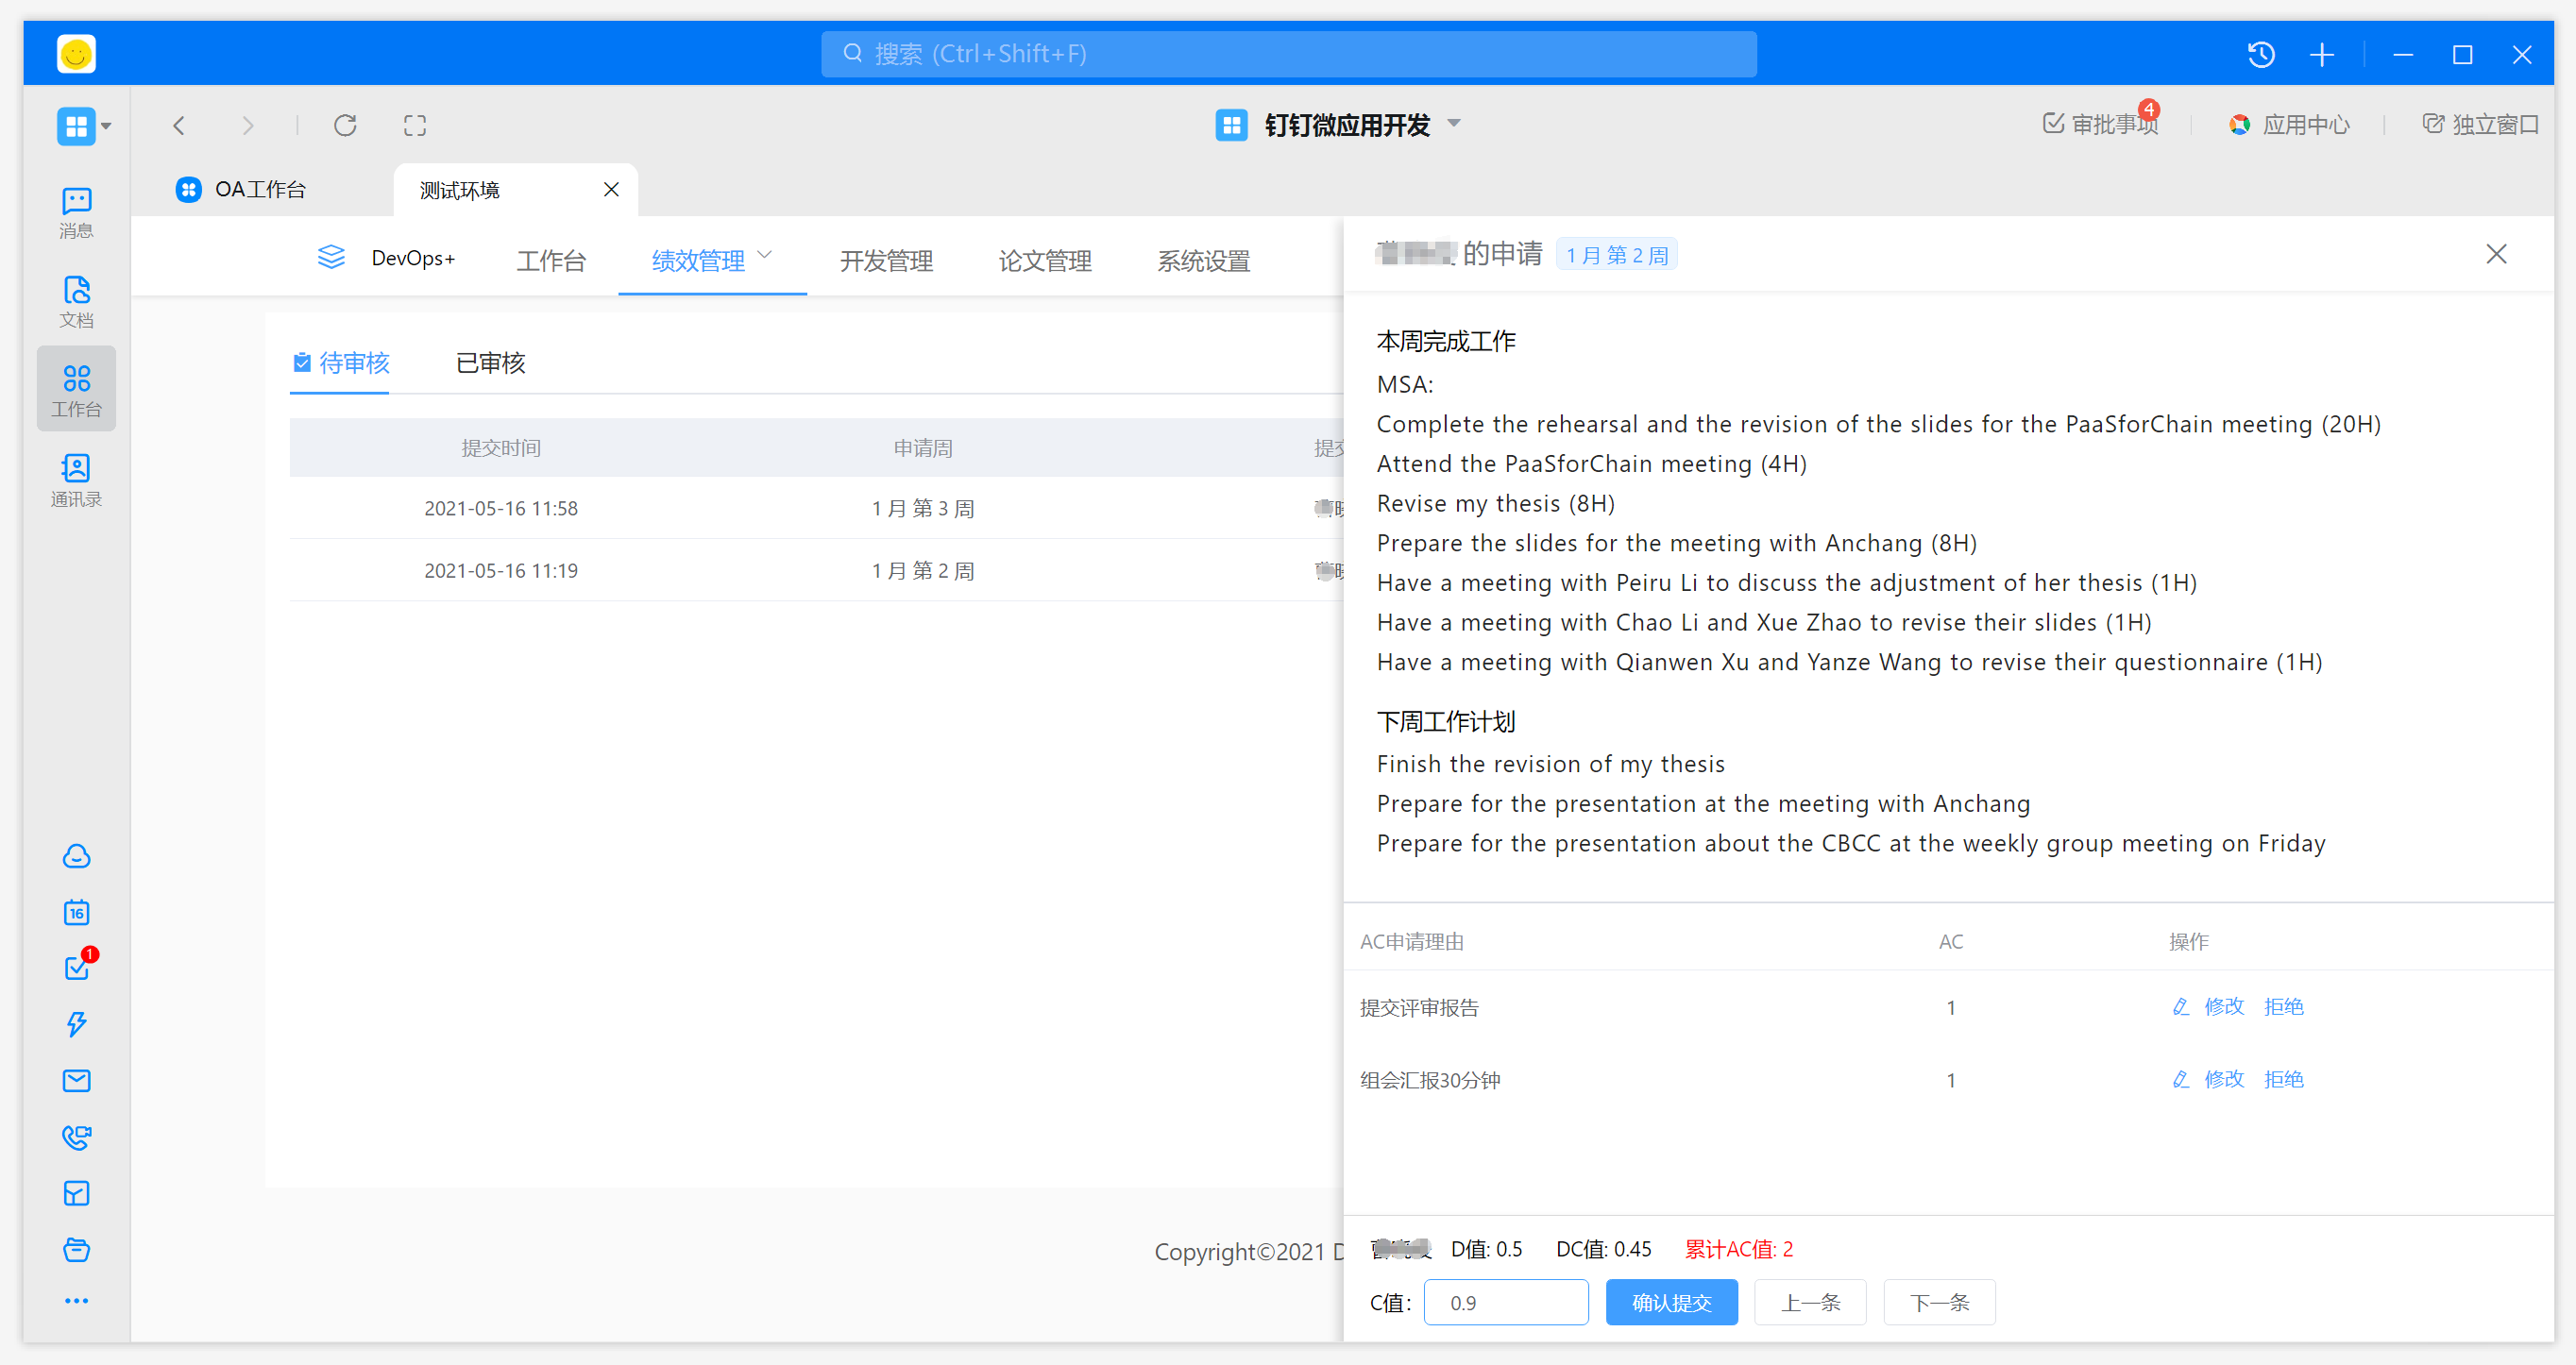 搜索 (Ctrl+Shift+F)
钉钉微应用开发
审批事项 4
应用中心
独立窗口
OA工作台
测试环境
消息
文档
工作台
通讯录
16
1
DevOps+
工作台
绩效管理
开发管理
论文管理
系统设置
待审核
已审核
提交时间 申请周
2021-05-16 11:58 1 月 第 3 周
2021-05-16 11:19 1 月 第 2 周
Copyright©2021
的申请 1 月 第 2 周
本周完成工作
MSA:
Complete the rehearsal and the revision of the slides for the PaaSforChain meeting (20H)
Attend the PaaSforChain meeting (4H)
Revise my thesis (8H)
Prepare the slides for the meeting with Anchang (8H)
Have a meeting with Peiru Li to discuss the adjustment of her thesis (1H)
Have a meeting with Chao Li and Xue Zhao to revise their slides (1H)
Have a meeting with Qianwen Xu and Yanze Wang to revise their questionnaire (1H)
下周工作计划
Finish the revision of my thesis
Prepare for the presentation at the meeting with Anchang
Prepare for the presentation about the CBCC at the weekly group meeting on Friday
AC申请理由 AC 操作
提交评审报告 1 修改 拒绝
组会汇报30分钟 1 修改 拒绝
D值: 0.5 DC值: 0.45 累计AC值: 2
C值: 0.9 确认提交 上一条 下一条